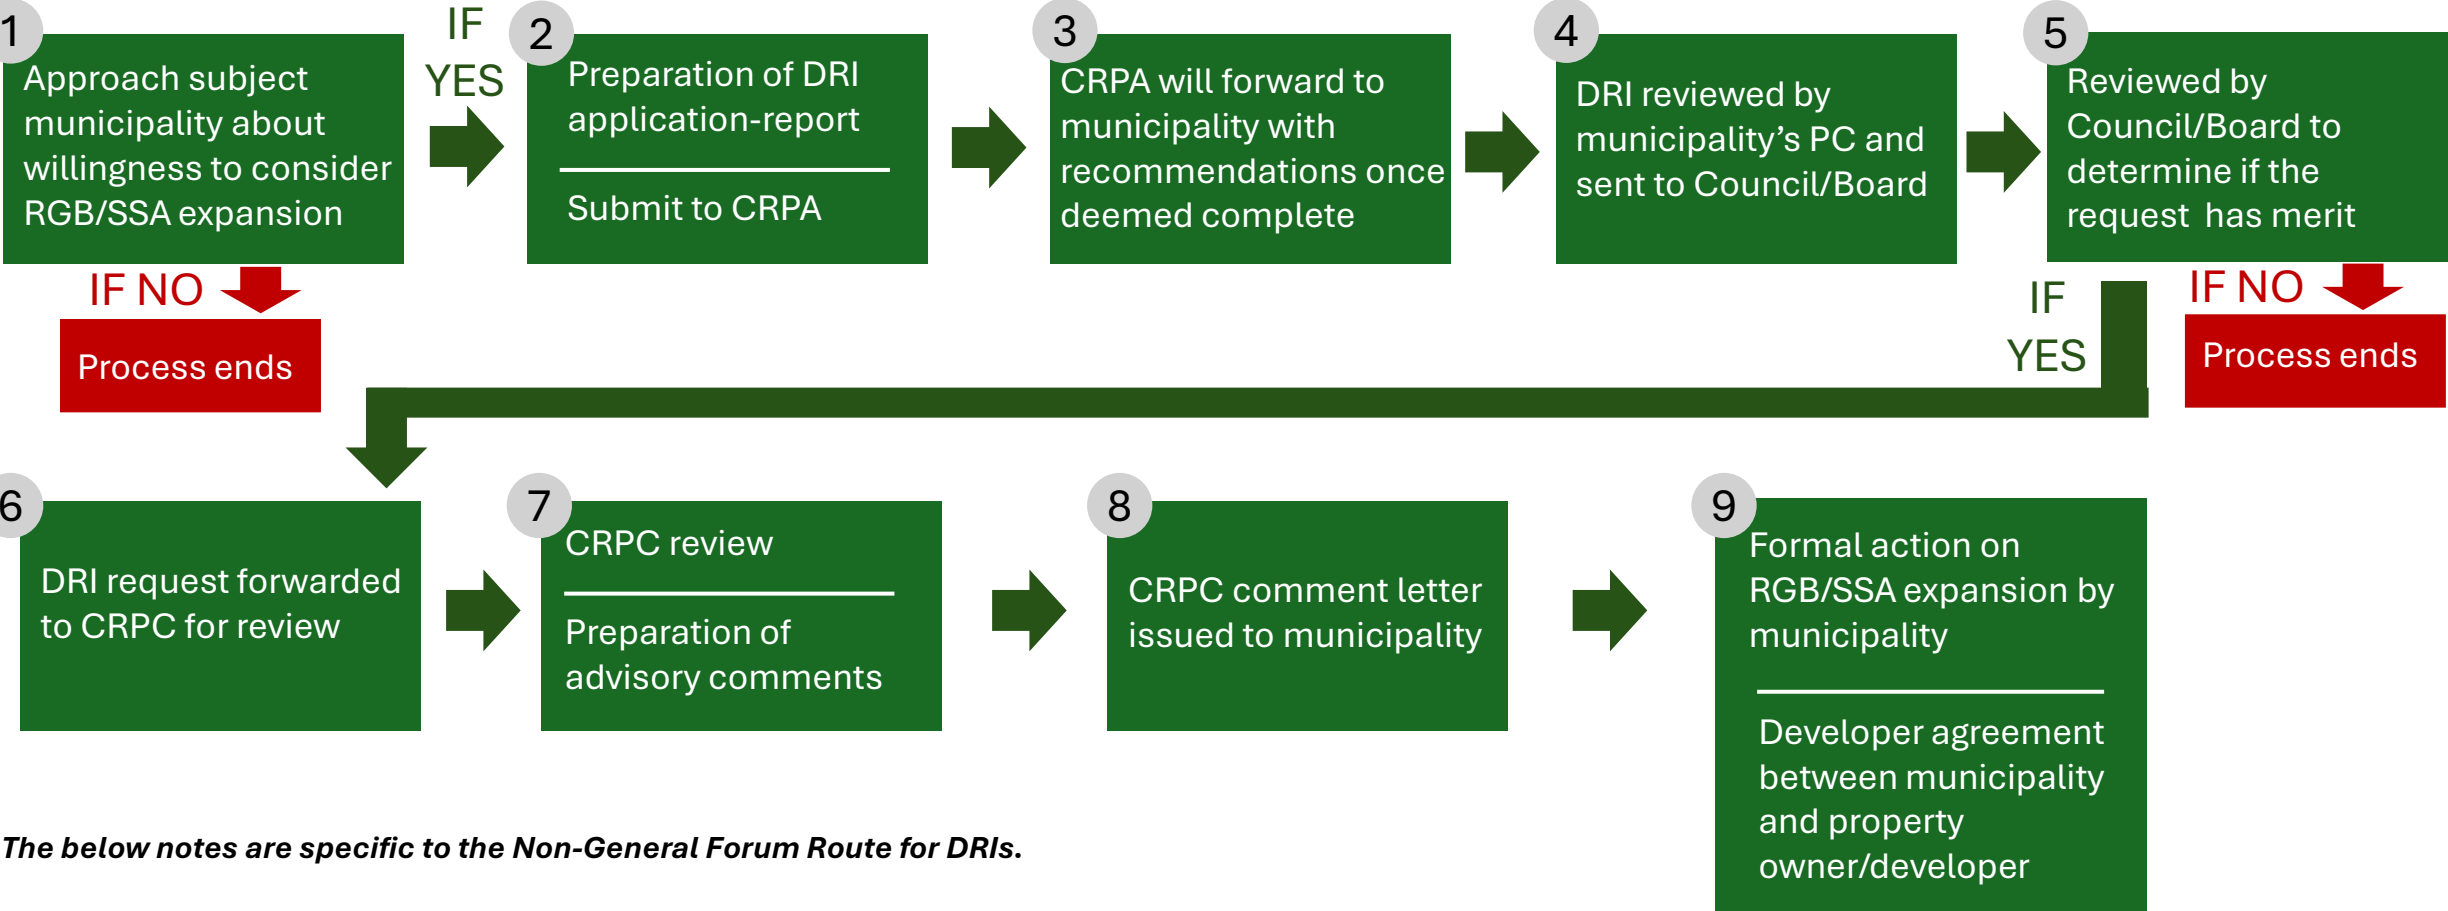 1
Approach subject
municipality about
willingness to consider
RGB/SSA expansion
IF
YES
IF NO
Process ends
2
Preparation of DRI
application-report
Submit to CRPA
3
CRPA will forward to
municipality with
recommendations once
deemed complete
4
DRI reviewed by
municipality’s PC and
sent to Council/Board
5
Reviewed by
Council/Board to
determine if the
request  has merit
IF
YES
IF NO
Process ends
6
DRI request forwarded
to CRPC for review
7
CRPC review
Preparation of
advisory comments
8
CRPC comment letter
issued to municipality
9
Formal action on
RGB/SSA expansion by
municipality
Developer agreement
between municipality
and property
owner/developer
The below notes are specific to the Non-General Forum Route for DRIs.